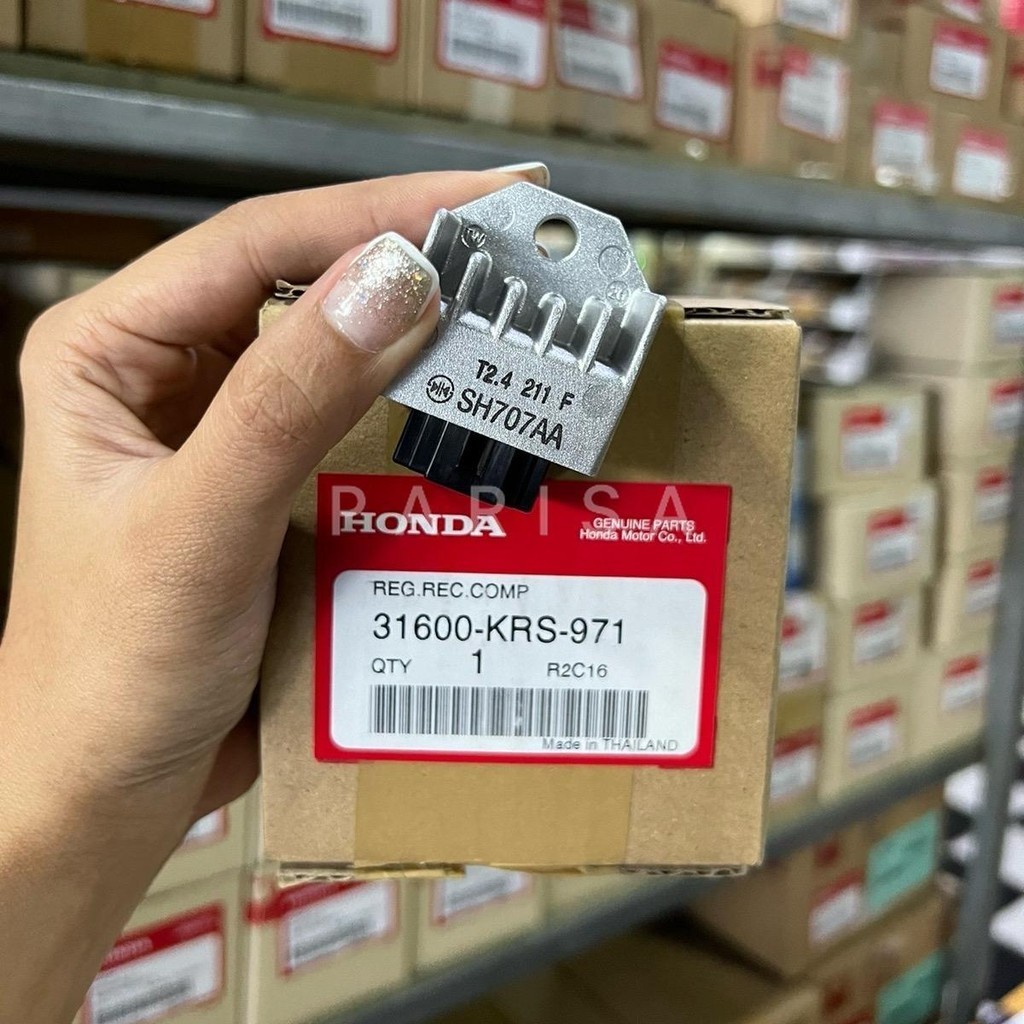 T2.4 211 F
SH707AA
PARISA
HONDA
GENUINE PARTS
Honda Motor Co., Ltd.
REG.REC.COMP
31600-KRS-971
QTY 1 R2C16
Made in THAILAND